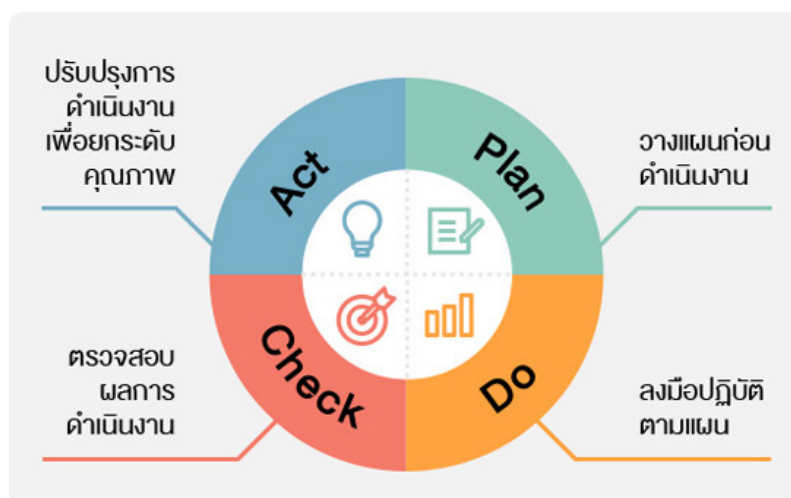 ปรับปรุงการ
ดำเนินงาน
เพื่อยกระดับ
คุณภาพ
Act
Plan
วางแผนก่อน
ดำเนินงาน
ตรวจสอบ
ผลการ
ดำเนินงาน
Check
Do
ลงมือปฏิบัติ
ตามแผน